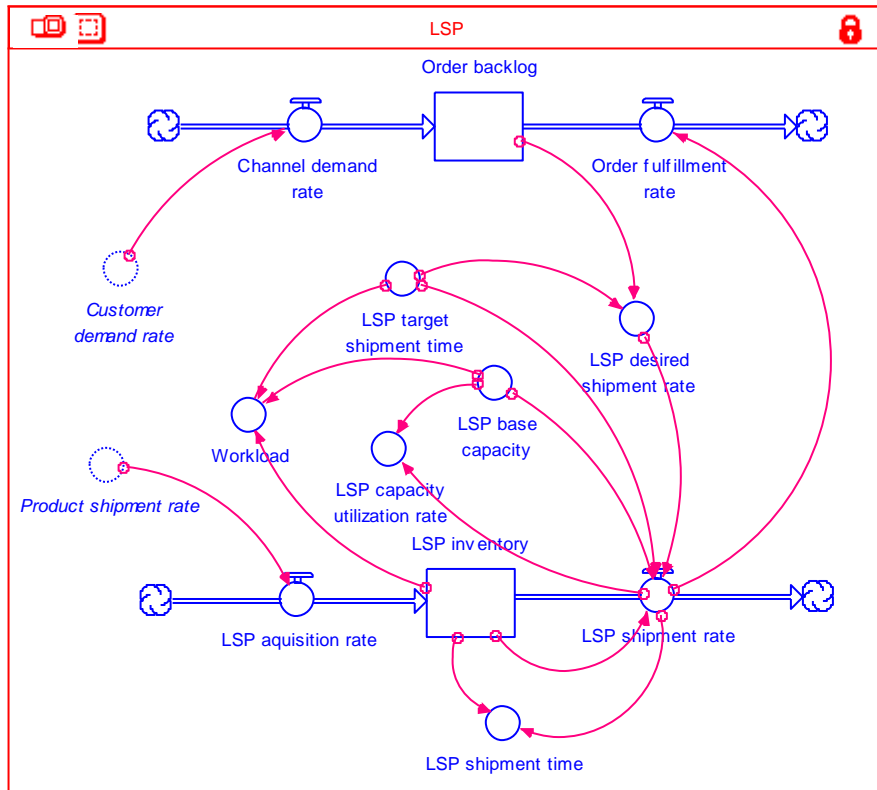 LSP
Order backlog
Channel demand
rate
Order fulfillment
rate
Customer
demand rate
LSP target
shipment time
LSP desired
shipment rate
LSP base
capacity
Workload
LSP capacity
utilization rate
Product shipment rate
LSP inventory
LSP aquisition rate
LSP shipment rate
LSP shipment time